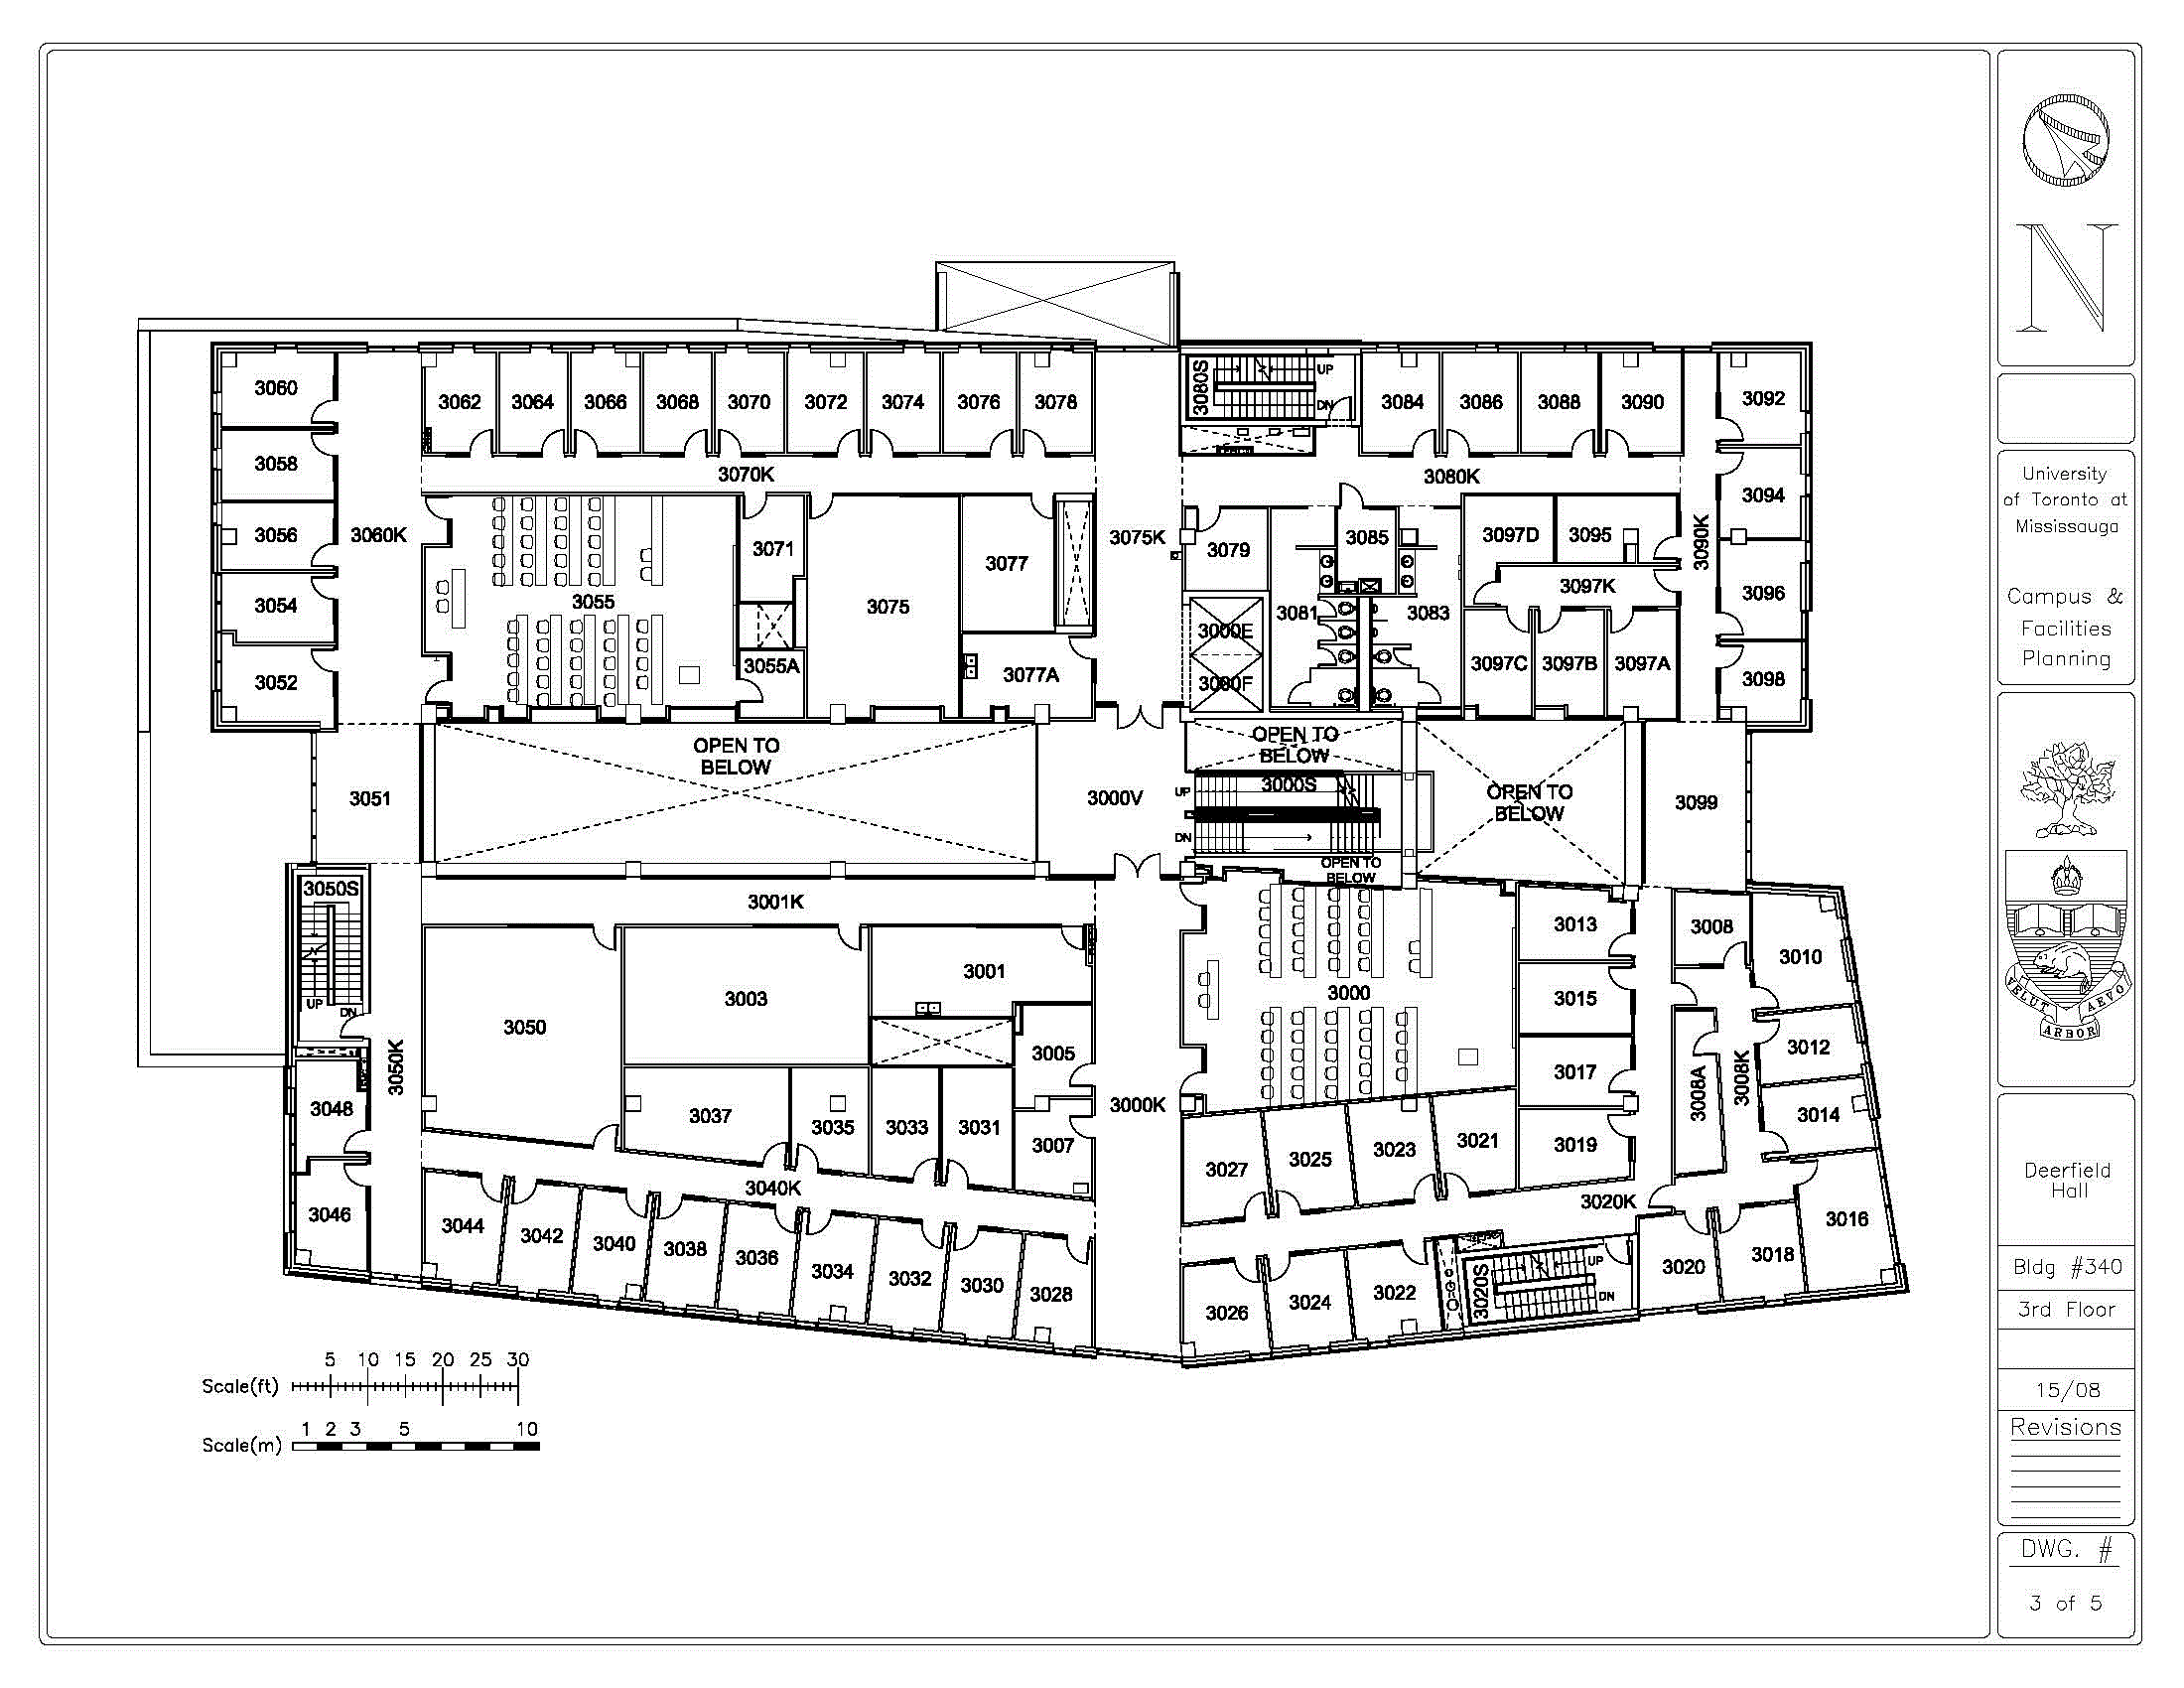 3060
3062
3064
3066
3068
3070
3072
3074
3076
3078
3080S
UP
DN
3084
3086
3088
3090
3092
3058
3070K
3080K
3094
3056
3060K
3071
3077
3075K
3079
3085
3097D
3095
3090K
3054
3055
3075
3081
3083
3097K
3096
3000E
3052
3055A
3077A
3000F
3097C
3097B
3097A
3098
OPEN TO
BELOW
OPEN TO
BELOW
3051
3000V
UP
3000S
DN
OPEN TO
BELOW
OPEN TO
BELOW
3099
3050S
UP
DN
3001K
3013
3008
3010
3001
3003
3000
3015
3050
3005
3012
3050K
3017
3008A
3008K
3048
3037
3035
3033
3031
3007
3000K
3014
3027
3025
3023
3021
3019
3040K
3020K
3046
3044
3042
3040
3038
3036
3034
3032
3030
3028
3026
3024
3022
3020S
UP
DN
3020
3018
3016
5 10 15 20 25 30
Scale(ft)
1 2 3 5 10
Scale(m)
N
University
of Toronto at
Mississauga
Campus &
Facilities
Planning
VELUT ARBOR AEVO
Deerfield
Hall
Bldg #340
3rd Floor
15/08
Revisions
DWG. #
3 of 5